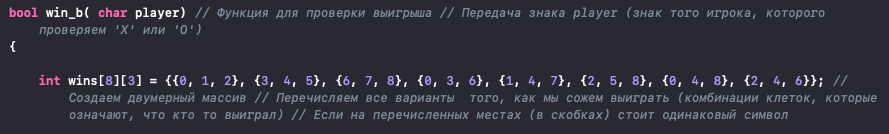 bool win_b( char player) // Функция для проверки выигрыша // Передача знака player (знак того игрока, которого
проверяем 'X' или 'O')
{
int wins[8][3] = {{0, 1, 2}, {3, 4, 5}, {6, 7, 8}, {0, 3, 6}, {1, 4, 7}, {2, 5, 8}, {0, 4, 8}, {2, 4, 6}}; //
Создаем двумерный массив // Перечисляем все варианты  того, как мы сожем выиграть (комбинации клеток, которые
означают, что кто то выиграл) // Если на перечисленных местах (в скобках) стоит одинаковый символ